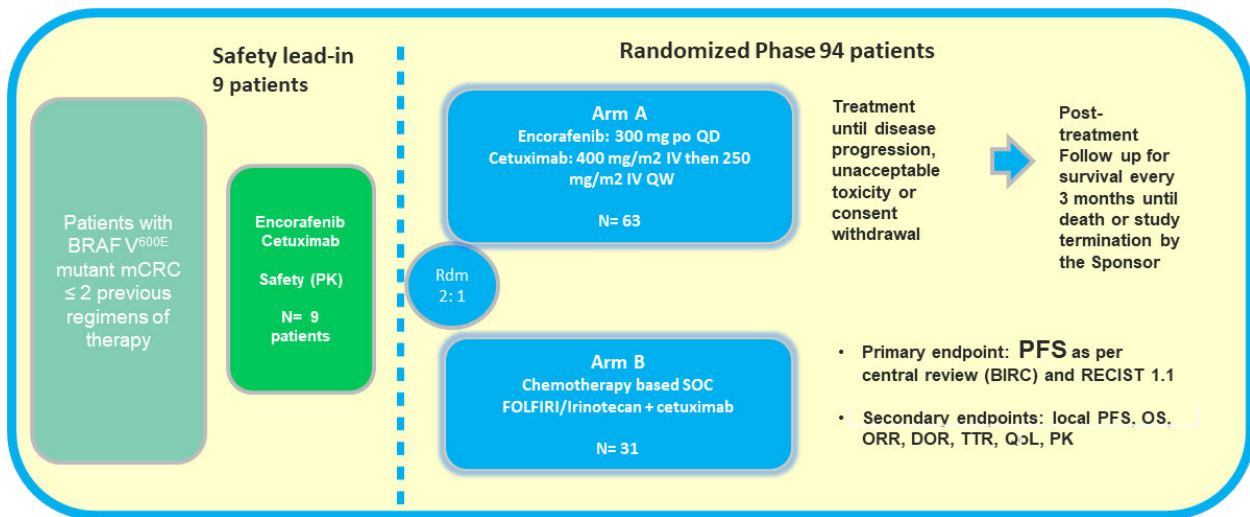 Safety lead-in
9 patients
Randomized Phase 94 patients
Patients with
BRAF V600E
mutant mCRC
≤ 2 previous
regimens of
therapy
Encorafenib
Cetuximab
Safety (PK)
N= 9
patients
Rdm
2: 1
Arm A
Encorafenib: 300 mg po QD
Cetuximab: 400 mg/m2 IV then 250
mg/m2 IV QW
N= 63
Treatment
until disease
progression,
unacceptable
toxicity or
consent
withdrawal
Post-
treatment
Follow up for
survival every
3 months until
death or study
termination by
the Sponsor
Arm B
Chemotherapy based SOC
FOLFIRI/Irinotecan + cetuximab
N= 31
• Primary endpoint: PFS as per
central review (BIRC) and RECIST 1.1
• Secondary endpoints: local PFS, OS,
ORR, DOR, TTR, QoL, PK